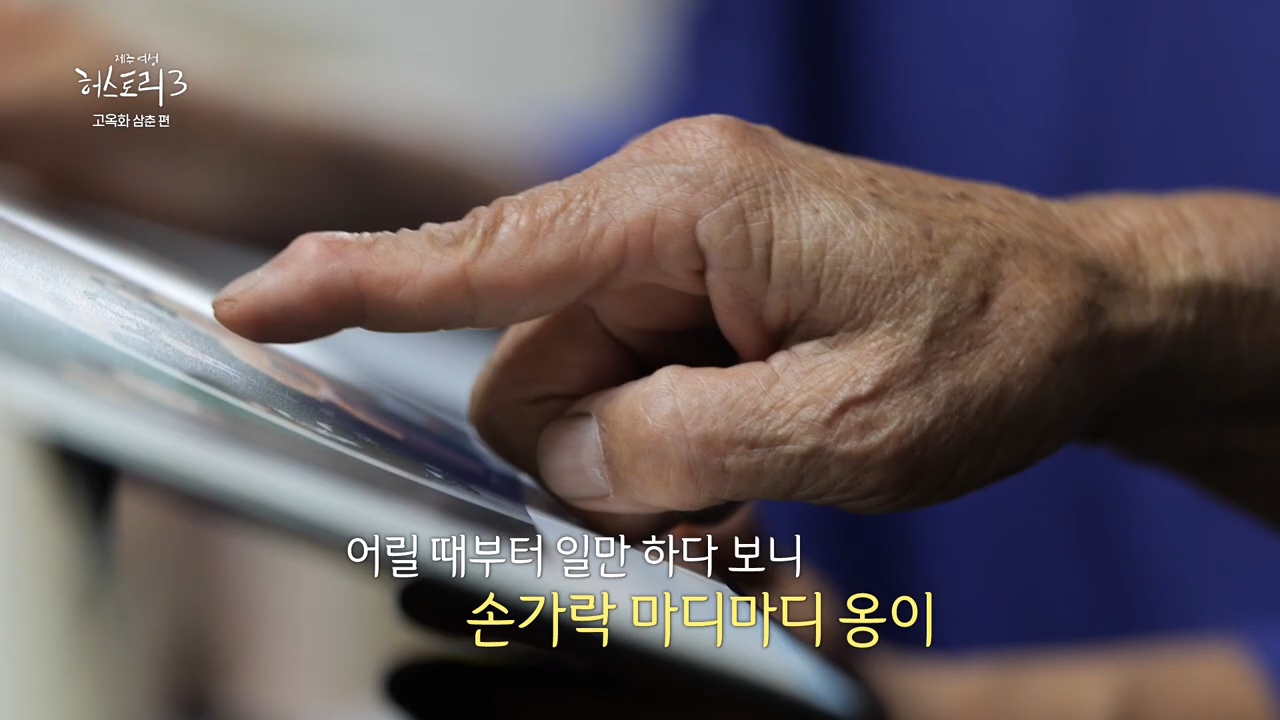 제주 여성
허스토리3
고옥화 삼춘 편
어릴 때부터 일만 하다 보니
손가락 마디마디 옹이